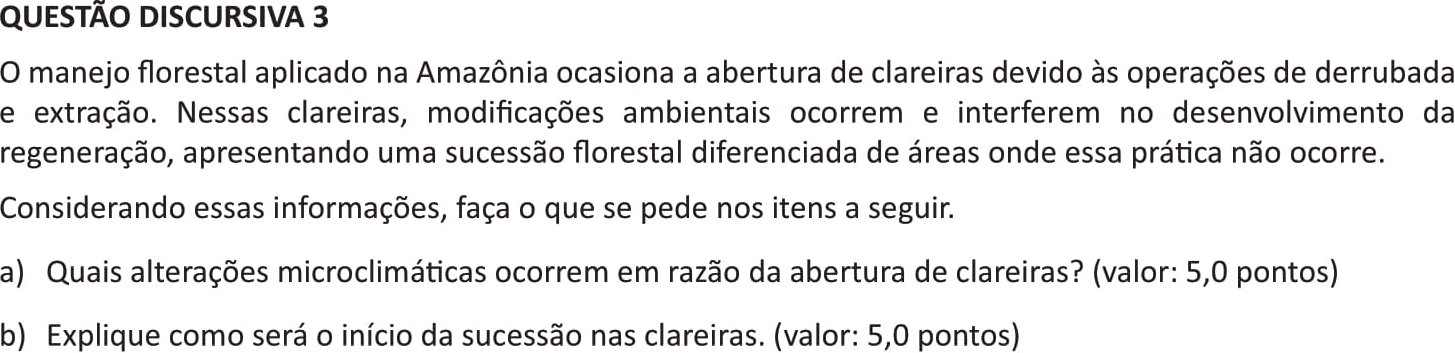 QUESTÃO DISCURSIVA 3
O manejo florestal aplicado na Amazônia ocasiona a abertura de clareiras devido às operações de derrubada
e extração. Nessas clareiras, modificações ambientais ocorrem e interferem no desenvolvimento da
regeneração, apresentando uma sucessão florestal diferenciada de áreas onde essa prática não ocorre.
Considerando essas informações, faça o que se pede nos itens a seguir.
a) Quais alterações microclimáticas ocorrem em razão da abertura de clareiras? (valor: 5,0 pontos)
b) Explique como será o início da sucessão nas clareiras. (valor: 5,0 pontos)